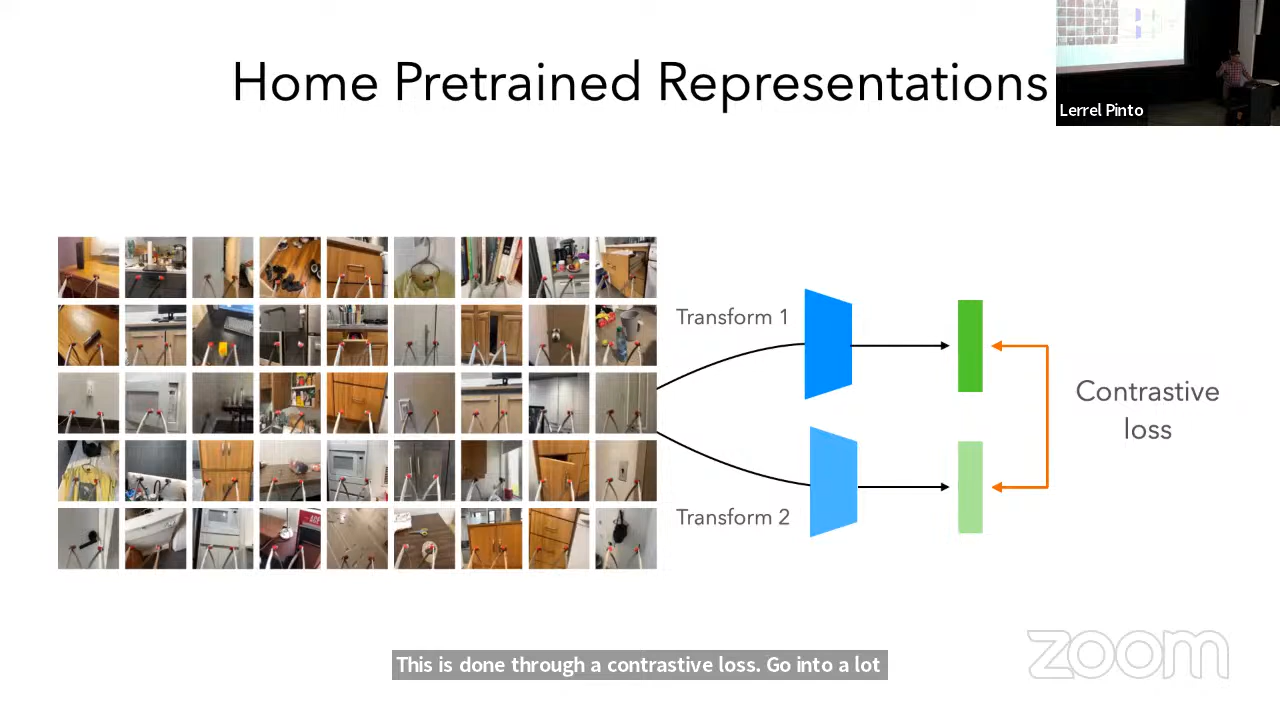 Home Pretrained Representations
Lerrel Pinto
Transform 1
Contrastive
loss
Transform 2
This is done through a contrastive loss. Go into a lot
zoom